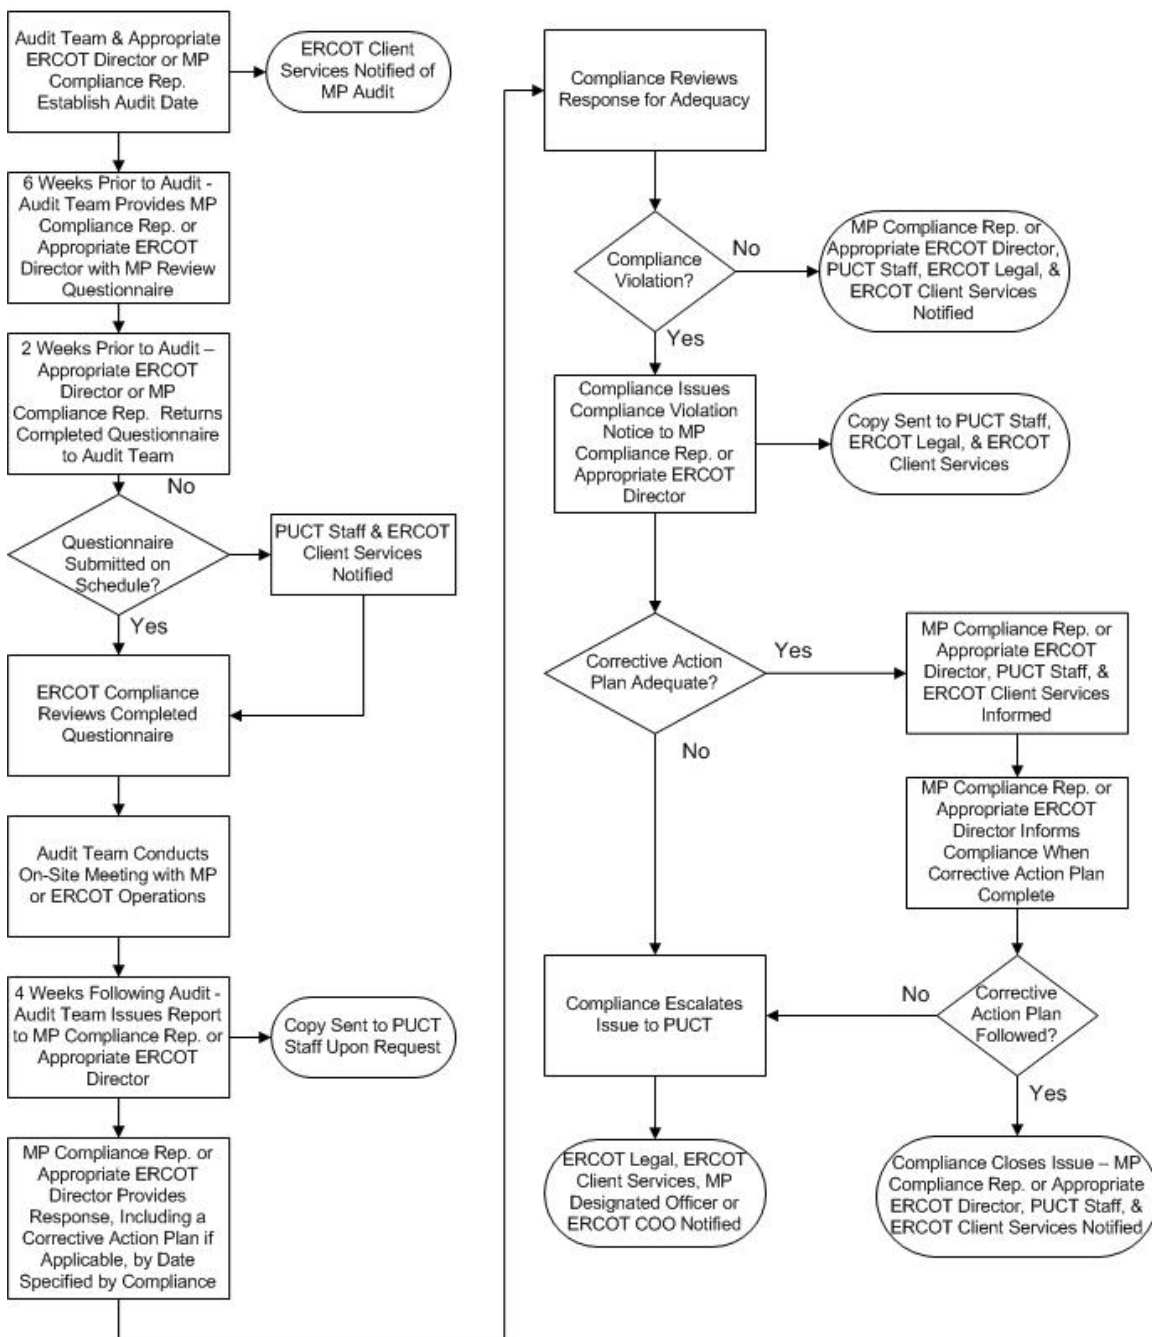 Audit Team & Appropriate
ERCOT Director or MP
Compliance Rep.
Establish Audit Date
ERCOT Client
Services Notified of
MP Audit
6 Weeks Prior to Audit -
Audit Team Provides MP
Compliance Rep. or
Appropriate ERCOT
Director with MP Review
Questionnaire
2 Weeks Prior to Audit –
Appropriate ERCOT
Director or MP
Compliance Rep. Returns
Completed Questionnaire
to Audit Team
No
Questionnaire
Submitted on
Schedule?
PUCT Staff & ERCOT
Client Services
Notified
Yes
ERCOT Compliance
Reviews Completed
Questionnaire
Audit Team Conducts
On-Site Meeting with MP
or ERCOT Operations
4 Weeks Following Audit -
Audit Team Issues Report
to MP Compliance Rep. or
Appropriate ERCOT
Director
Copy Sent to PUCT
Staff Upon Request
MP Compliance Rep. or
Appropriate ERCOT
Director Provides
Response, Including a
Corrective Action Plan if
Applicable, by Date
Specified by Compliance
Compliance Reviews
Response for Adequacy
Compliance
Violation?
No
MP Compliance Rep. or
Appropriate ERCOT Director,
PUCT Staff, ERCOT Legal, &
ERCOT Client Services
Notified
Yes
Compliance Issues
Compliance Violation
Notice to MP
Compliance Rep. or
Appropriate ERCOT
Director
Copy Sent to PUCT Staff,
ERCOT Legal, & ERCOT
Client Services
Corrective Action
Plan Adequate?
Yes
MP Compliance Rep. or
Appropriate ERCOT
Director, PUCT Staff, &
ERCOT Client Services
Informed
No
MP Compliance Rep. or
Appropriate ERCOT
Director Informs
Compliance When
Corrective Action Plan
Complete
Compliance Escalates
Issue to PUCT
No
Corrective
Action Plan
Followed?
Yes
ERCOT Legal, ERCOT
Client Services, MP
Designated Officer or
ERCOT COO Notified
Compliance Closes Issue – MP
Compliance Rep. or Appropriate
ERCOT Director, PUCT Staff, &
ERCOT Client Services Notified